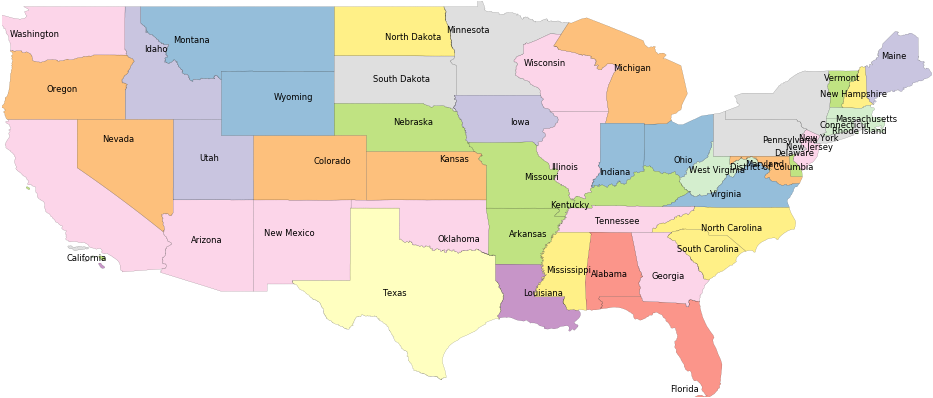 Washington
Montana
North Dakota
Minnesota
Idaho
Maine
Wisconsin
Michigan
Oregon
South Dakota
Vermont
Wyoming
New Hampshire
Nebraska
Iowa
Massachusetts
Connecticut
Rhode Island
Nevada
New York
Pennsylvania
New Jersey
Utah
Colorado
Kansas
Delaware
Ohio
Maryland
District of Columbia
Illinois
Indiana
West Virginia
Missouri
Virginia
Kentucky
Tennessee
North Carolina
New Mexico
Arkansas
Arizona
Oklahoma
South Carolina
California
Mississippi
Alabama
Georgia
Texas
Louisiana
Florida